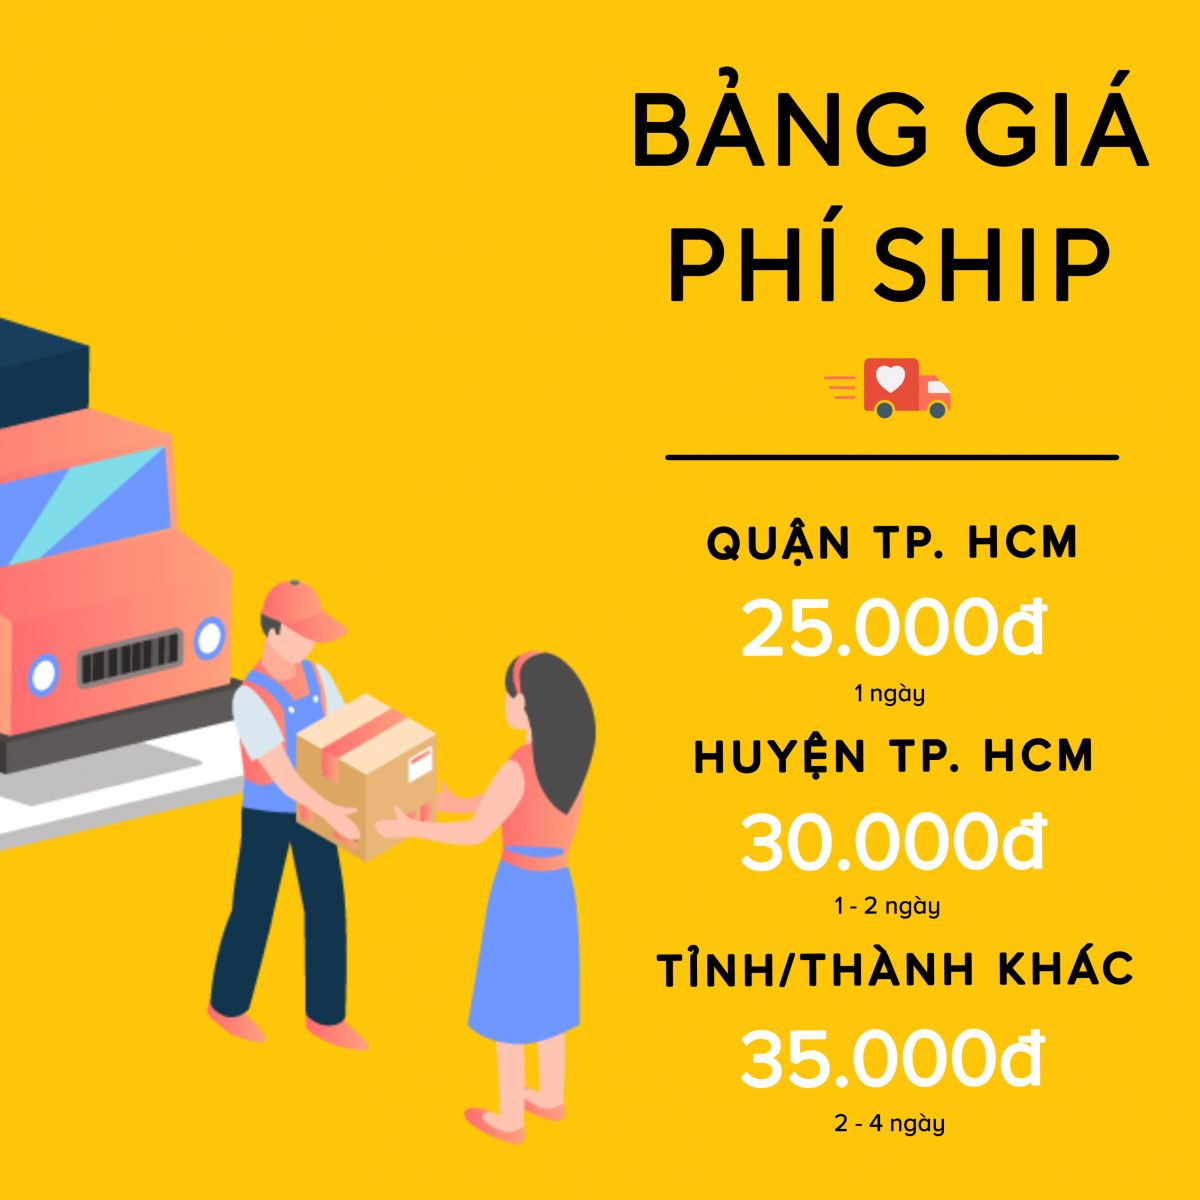 BẢNG GIÁ
PHÍ SHIP
QUẬN TP. HCM
25.000đ
1 ngày
HUYỆN TP. HCM
30.000đ
1 - 2 ngày
TỈNH/THÀNH KHÁC
35.000đ
2 - 4 ngày